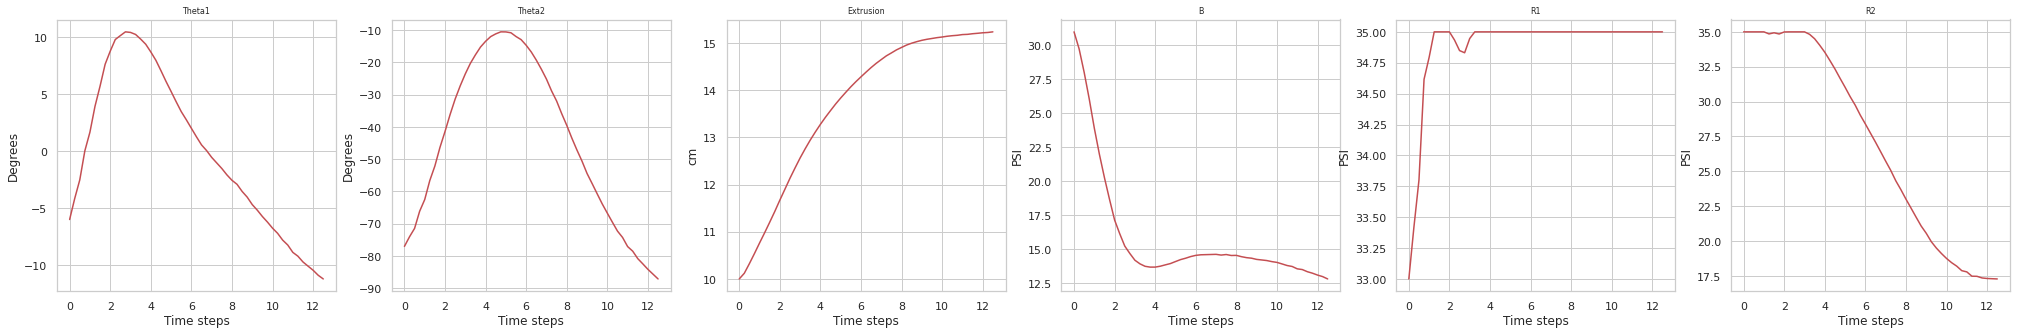 Theta1
10
5
0
−5
−10
Degrees
0 2 4 6 8 10 12
Time steps
Theta2
−10
−20
−30
−40
−50
−60
−70
−80
−90
Degrees
0 2 4 6 8 10 12
Time steps
Extrusion
15
14
13
12
11
10
cm
0 2 4 6 8 10 12
Time steps
B
30.0
27.5
25.0
22.5
20.0
17.5
15.0
12.5
PSI
0 2 4 6 8 10 12
Time steps
R1
35.00
34.75
34.50
34.25
34.00
33.75
33.50
33.25
33.00
PSI
0 2 4 6 8 10 12
Time steps
R2
35.0
32.5
30.0
27.5
25.0
22.5
20.0
17.5
PSI
0 2 4 6 8 10 12
Time steps